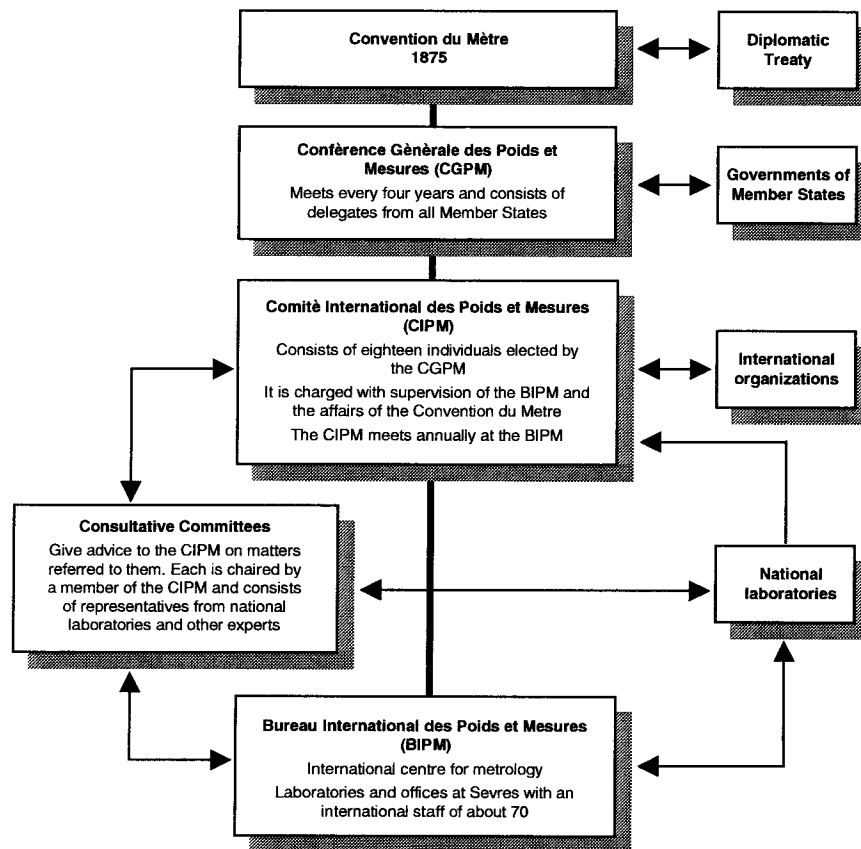 Convention du Mètre
1875
Diplomatic
Treaty
Confèrence Gènèrale des Poids et
Mesures (CGPM)
Meets every four years and consists of
delegates from all Member States
Governments of
Member States
Comitè International des Poids et Mesures
(CIPM)
Consists of eighteen individuals elected by
the CGPM
It is charged with supervision of the BIPM and
the affairs of the Convention du Metre
The CIPM meets annually at the BIPM
International
organizations
Consultative Committees
Give advice to the CIPM on matters
referred to them. Each is chaired by
a member of the CIPM and consists
of representatives from national
laboratories and other experts
National
laboratories
Bureau International des Poids et Mesures
(BIPM)
International centre for metrology
Laboratories and offices at Sevres with an
international staff of about 70